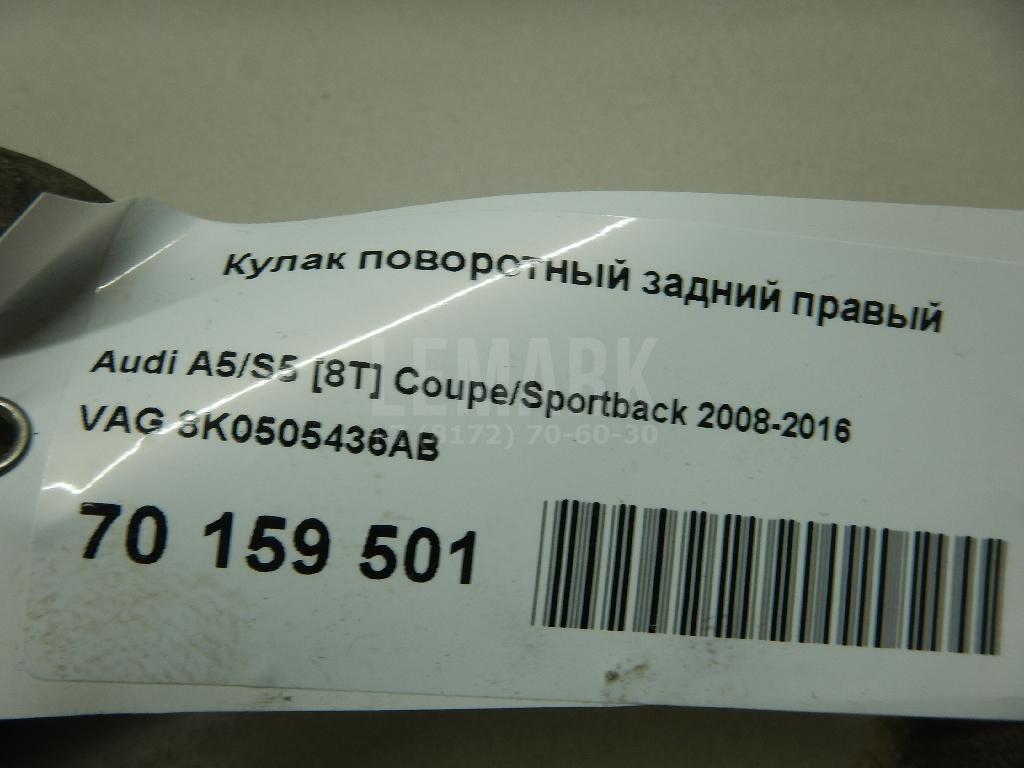 Кулак поворотный задний правый
Audi A5/S5 [8T] Coupe/Sportback 2008-2016
VAG 8K0505436AB
70 159 501
LEMARK
(8172) 70-60-30